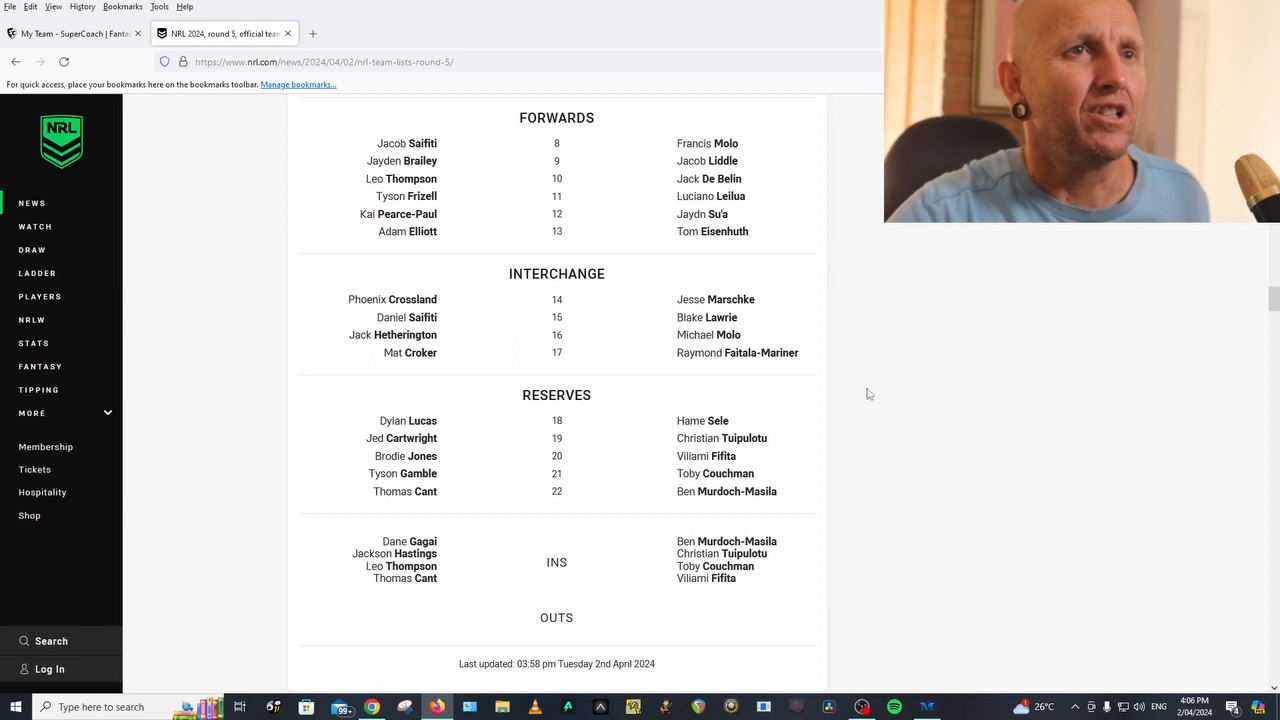 File Edit View History Bookmarks Tools Help
My Team - SuperCoach | Fantas
NRL 2024, round 5, official team
https://www.nrl.com/news/2024/04/02/nrl-team-lists-round-5/
For quick access, place your bookmarks here on the bookmarks toolbar. Manage bookmarks...
NRL
NEWS
WATCH
DRAW
LADDER
PLAYERS
NRLW
STATS
FANTASY
TIPPING
MORE
Membership
Tickets
Hospitality
Shop
Search
Log In
FORWARDS
Jacob Saifiti 8 Francis Molo
Jayden Brailey 9 Jacob Liddle
Leo Thompson 10 Jack De Belin
Tyson Frizell 11 Luciano Leilua
Kai Pearce-Paul 12 Jaydn Su'a
Adam Elliott 13 Tom Eisenhuth
INTERCHANGE
Phoenix Crossland 14 Jesse Marschke
Daniel Saifiti 15 Blake Lawrie
Jack Hetherington 16 Michael Molo
Mat Croker 17 Raymond Faitala-Mariner
RESERVES
Dylan Lucas 18 Hame Sele
Jed Cartwright 19 Christian Tuipulotu
Brodie Jones 20 Viliami Fifita
Tyson Gamble 21 Toby Couchman
Thomas Cant 22 Ben Murdoch-Masila
Dane Gagai Ben Murdoch-Masila
Jackson Hastings Christian Tuipulotu
INS
Leo Thompson Toby Couchman
Thomas Cant Viliami Fifita
OUTS
Last updated: 03:58 pm Tuesday 2nd April 2024
Type here to search
99+
26°C
ENG
4:06 PM
2/04/2024